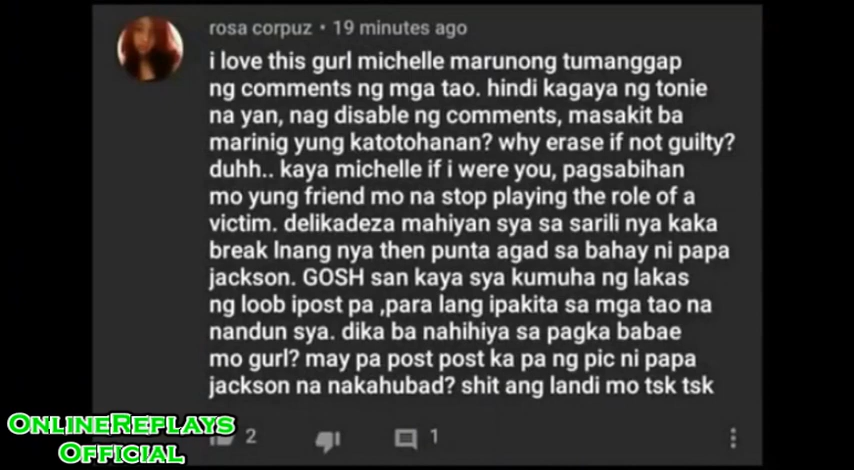 rosa corpuz • 19 minutes ago
i love this gurl michelle marunong tumanggap
ng comments ng mga tao. hindi kagaya ng tonie
na yan, nag disable ng comments, masakit ba
marinig yung katotohanan? why erase if not guilty?
duhh.. kaya michelle if i were you, pagsabihan
mo yung friend mo na stop playing the role of a
victim. delikadeza mahiyan sya sa sarili nya kaka
break lnang nya then punta agad sa bahay ni papa
jackson. GOSH san kaya sya kumuha ng lakas
ng loob ipost pa ,para lang ipakita sa mga tao na
nandun sya. dika ba nahihiya sa pagka babae
mo gurl? may pa post post ka pa ng pic ni papa
jackson na nakahubad? shit ang landi mo tsk tsk
2 1
OnlineReplays
Official